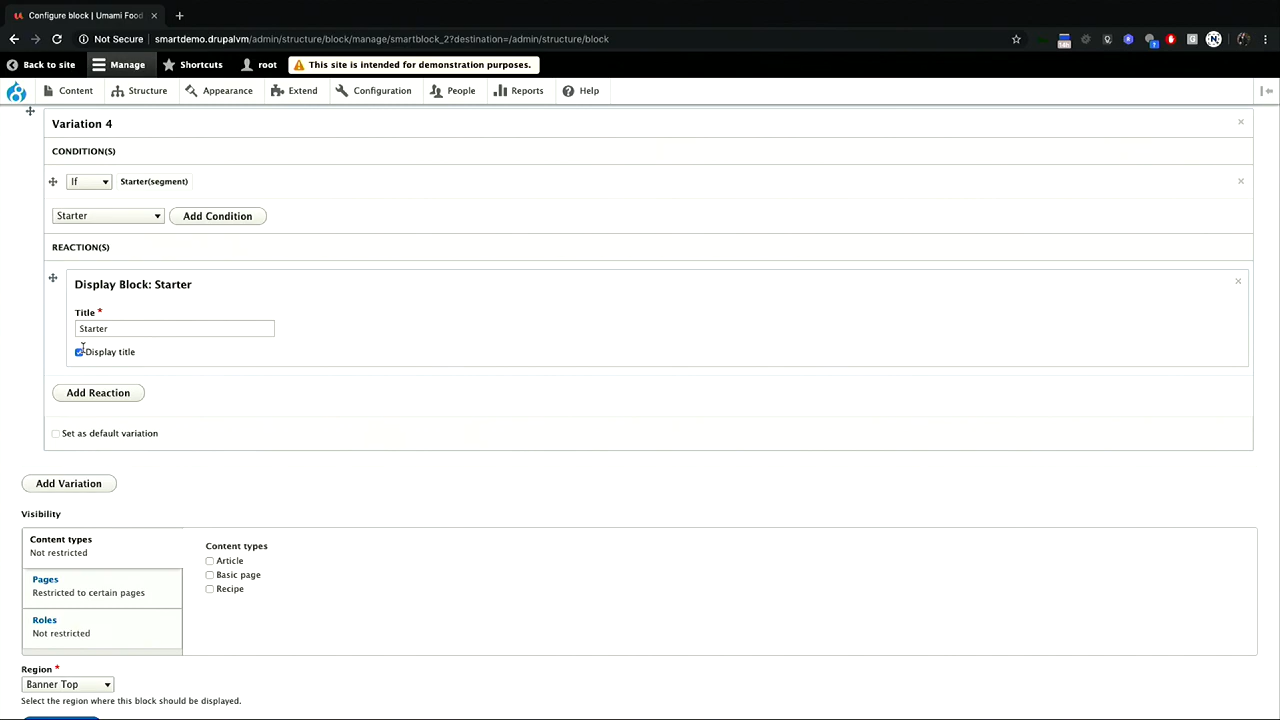 Configure block | Umami Food
Not Secure smartdemo.drupalvm/admin/structure/block/manage/smartblock_2?destination=/admin/structure/block
Back to site Manage Shortcuts root This site is intended for demonstration purposes.
Content Structure Appearance Extend Configuration People Reports Help
Variation 4
CONDITION(S)
If Starter(segment)
Starter Add Condition
REACTION(S)
Display Block: Starter
Title *
Starter
Display title
Add Reaction
Set as default variation
Add Variation
Visibility
Content types
Not restricted
Pages
Restricted to certain pages
Roles
Not restricted
Content types
Article
Basic page
Recipe
Region *
Banner Top
Select the region where this block should be displayed.